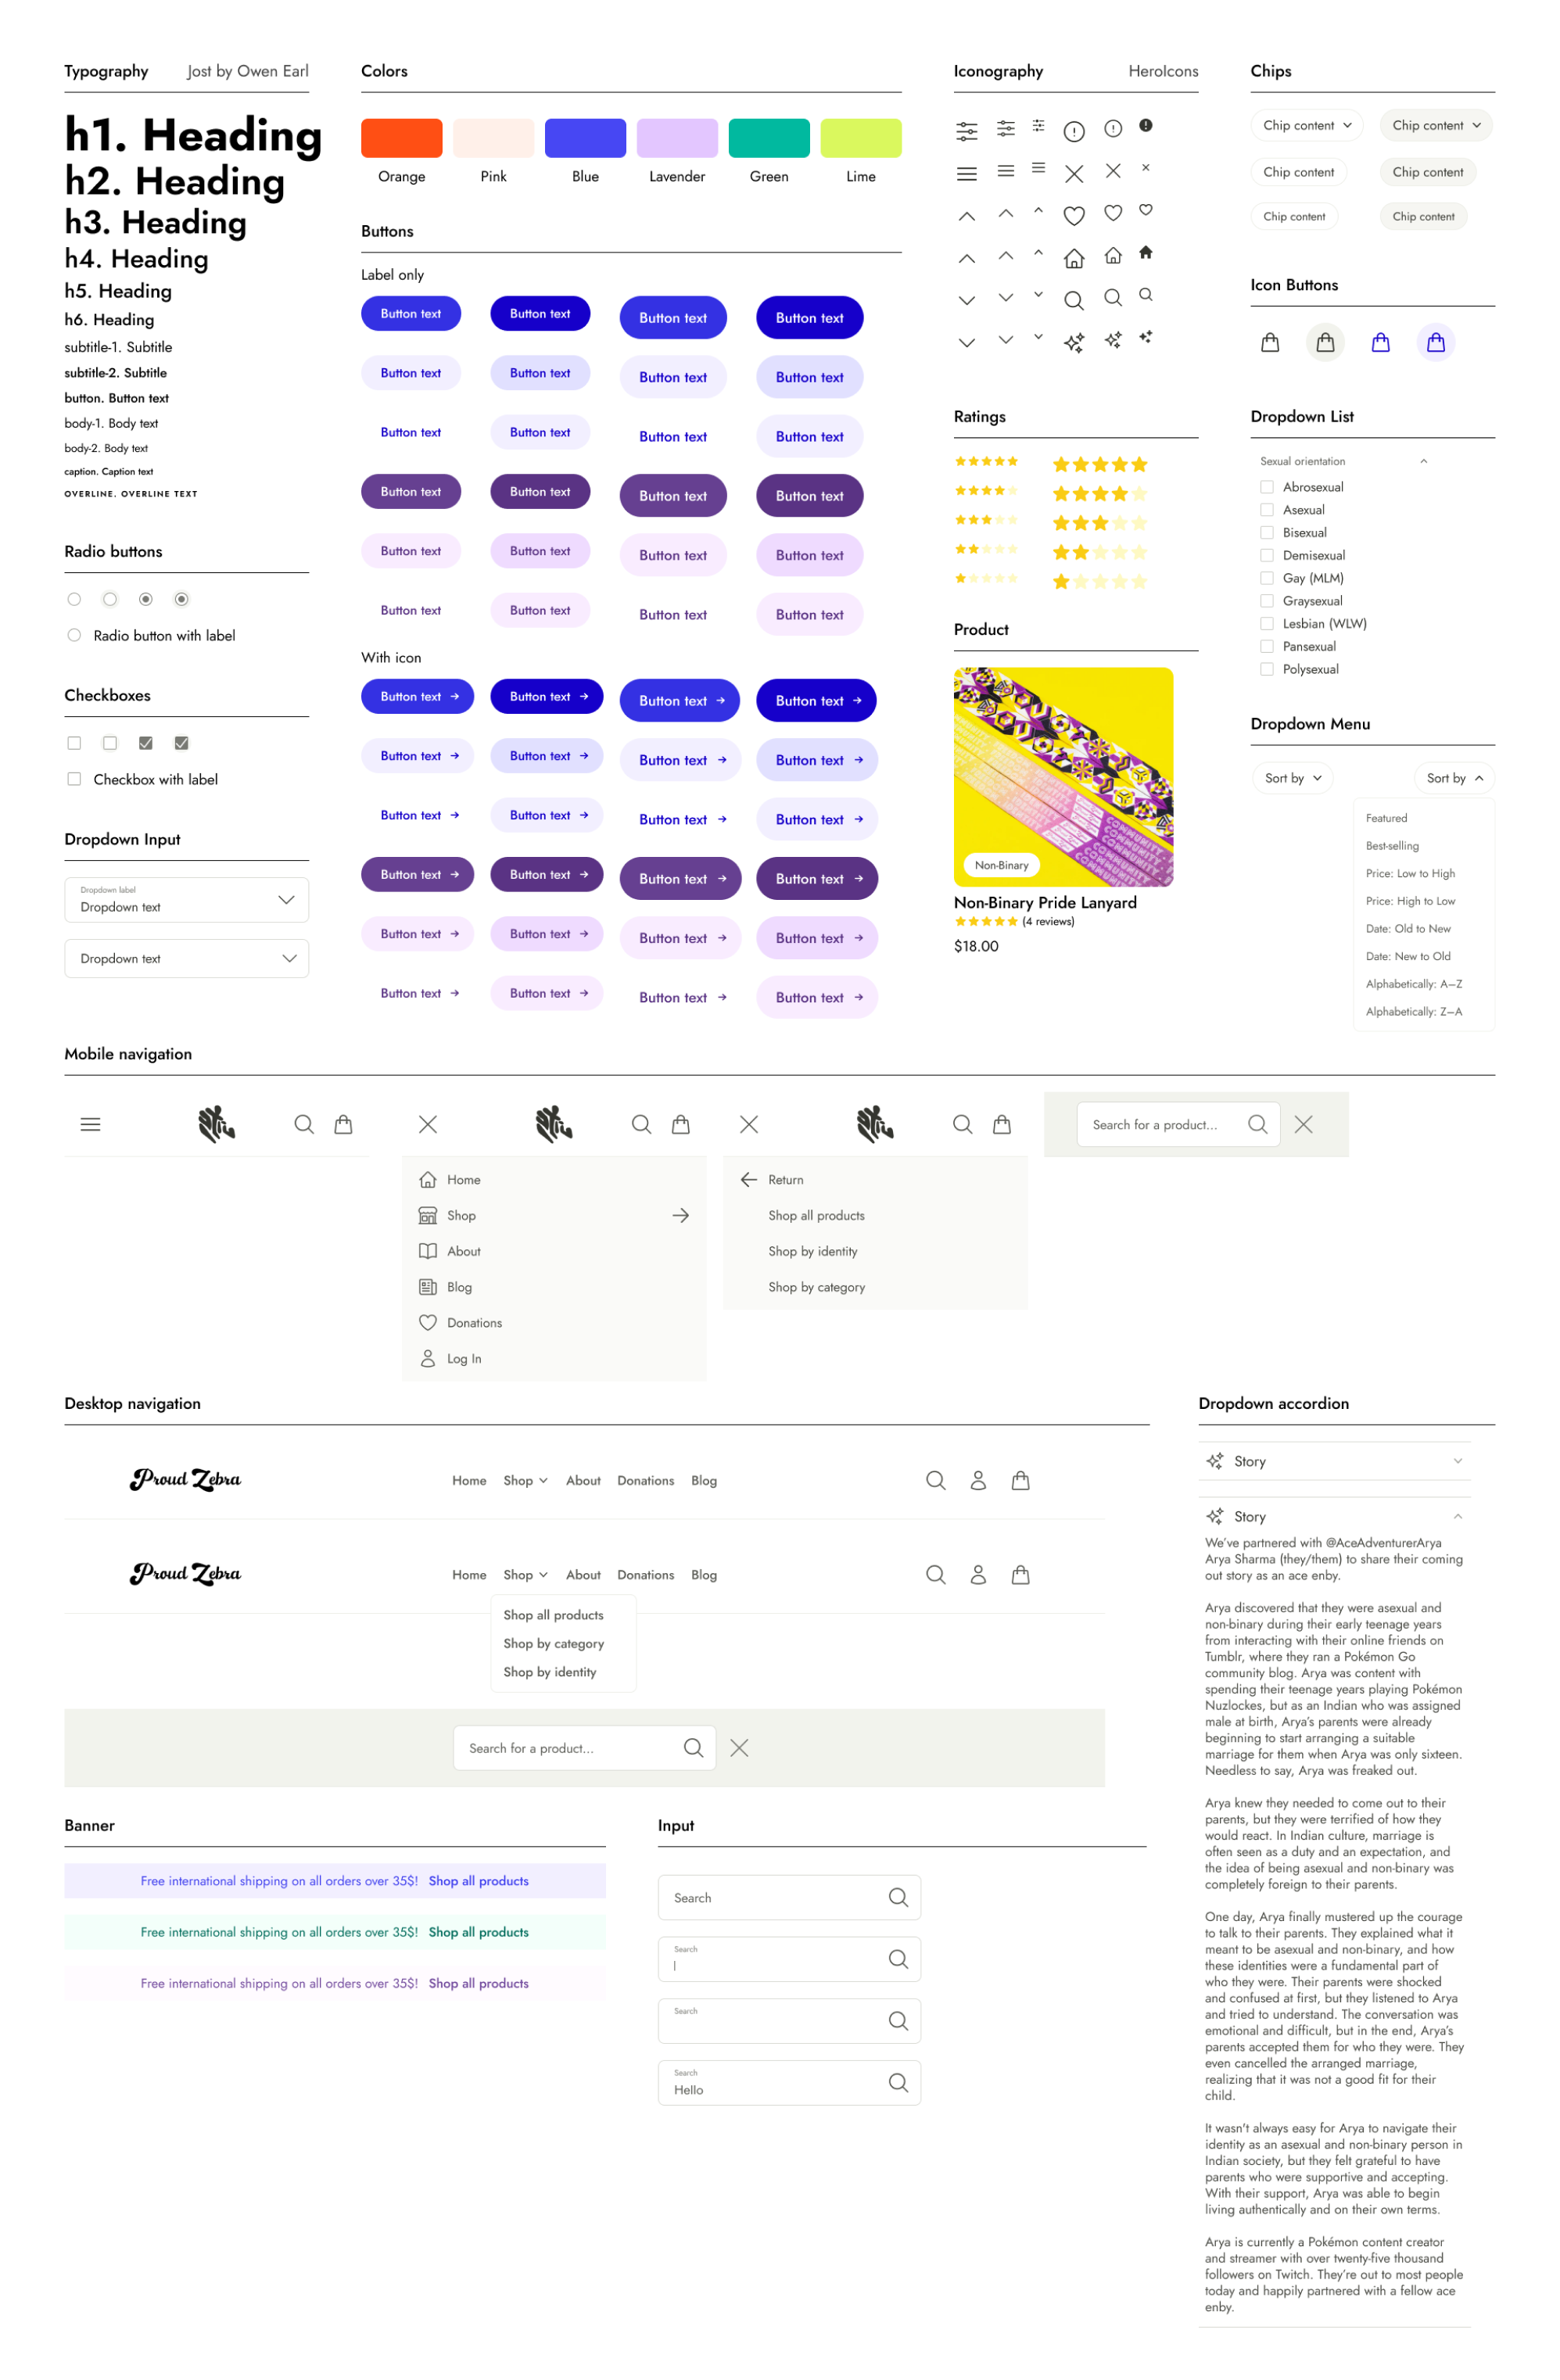 Typography
Jost by Owen Earl
h1. Heading
h2. Heading
h3. Heading
h4. Heading
h5. Heading
h6. Heading
subtitle-1. Subtitle
subtitle-2. Subtitle
button. Button text
body-1. Body text
body-2. Body text
caption. Caption text
OVERLINE. OVERLINE TEXT
Radio buttons
Radio button with label
Checkboxes
Checkbox with label
Dropdown Input
Dropdown label
Dropdown text
Dropdown text
Colors
Orange
Pink
Blue
Lavender
Green
Lime
Buttons
Label only
Button text Button text Button text Button text
Button text Button text Button text Button text
Button text Button text Button text Button text
Button text Button text Button text Button text
Button text Button text Button text Button text
Button text Button text Button text Button text
With icon
Button text Button text Button text Button text
Button text Button text Button text Button text
Button text Button text Button text Button text
Button text Button text Button text Button text
Button text Button text Button text Button text
Button text Button text Button text Button text
Iconography
HeroIcons
Ratings
Product
Non-Binary
Non-Binary Pride Lanyard
(4 reviews)
$18.00
Chips
Chip content Chip content
Chip content Chip content
Chip content Chip content
Icon Buttons
Dropdown List
Sexual orientation
Abrosexual
Asexual
Bisexual
Demisexual
Gay (MLM)
Graysexual
Lesbian (WLW)
Pansexual
Polysexual
Dropdown Menu
Sort by
Sort by
Featured
Best-selling
Price: Low to High
Price: High to Low
Date: Old to New
Date: New to Old
Alphabetically: A–Z
Alphabetically: Z–A
Mobile navigation
Home
Shop
About
Blog
Donations
Log In
Return
Shop all products
Shop by identity
Shop by category
Search for a product...
Desktop navigation
Proud Zebra
Home Shop About Donations Blog
Proud Zebra
Home Shop About Donations Blog
Shop all products
Shop by category
Shop by identity
Search for a product...
Banner
Free international shipping on all orders over 35$! Shop all products
Free international shipping on all orders over 35$! Shop all products
Free international shipping on all orders over 35$! Shop all products
Input
Search
Search
Search
Search
Hello
Dropdown accordion
Story
Story
We've partnered with @AceAdventurerArya
Arya Sharma (they/them) to share their coming
out story as an ace enby.
Arya discovered that they were asexual and
non-binary during their early teenage years
from interacting with their online friends on
Tumblr, where they ran a Pokémon Go
community blog. Arya was content with
spending their teenage years playing Pokémon
Nuzlockes, but as an Indian who was assigned
male at birth, Arya's parents were already
beginning to start arranging a suitable
marriage for them when Arya was only sixteen.
Needless to say, Arya was freaked out.
Arya knew they needed to come out to their
parents, but they were terrified of how they
would react. In Indian culture, marriage is
often seen as a duty and an expectation, and
the idea of being asexual and non-binary was
completely foreign to their parents.
One day, Arya finally mustered up the courage
to talk to their parents. They explained what it
meant to be asexual and non-binary, and how
these identities were a fundamental part of
who they were. Their parents were shocked
and confused at first, but they listened to Arya
and tried to understand. The conversation was
emotional and difficult, but in the end, Arya's
parents accepted them for who they were. They
even cancelled the arranged marriage,
realizing that it was not a good fit for their
child.
It wasn't always easy for Arya to navigate their
identity as an asexual and non-binary person in
Indian society, but they felt grateful to have
parents who were supportive and accepting.
With their support, Arya was able to begin
living authentically and on their own terms.
Arya is currently a Pokémon content creator
and streamer with over twenty-five thousand
followers on Twitch. They're out to most people
today and happily partnered with a fellow ace
enby.